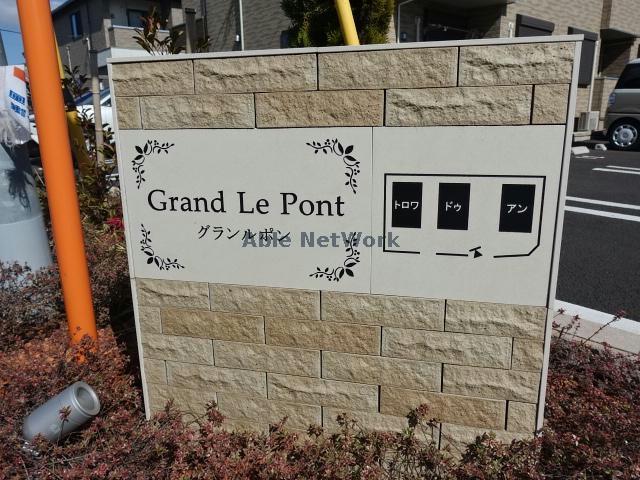 Grand Le Pont
グランルポン
トロワ
ドゥ
アン
Able NetWork